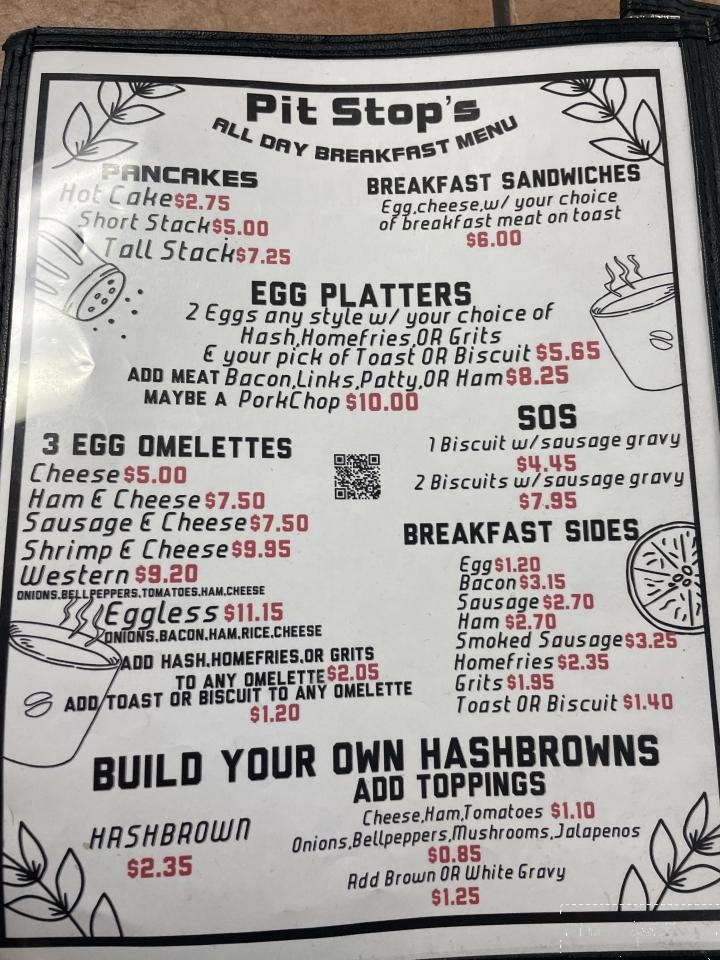 Pit Stop's
ALL DAY BREAKFAST MENU
PANCAKES
Hot Cake $2.75
Short Stack $5.00
Tall Stack $7.25
BREAKFAST SANDWICHES
Egg,cheese,w/ your choice
of breakfast meat on toast
$6.00
EGG PLATTERS
2 Eggs any style w/ your choice of
Hash,Homefries,OR Grits
& your pick of Toast OR Biscuit $5.65
ADD MEAT Bacon,Links,Patty,OR Ham $8.25
MAYBE A PorkChop $10.00
3 EGG OMELETTES
Cheese $5.00
Ham & Cheese $7.50
Sausage & Cheese $7.50
Shrimp & Cheese $9.95
Western $9.20
ONIONS,BELLPEPPERS,TOMATOES,HAM,CHEESE
Eggless $11.15
ONIONS,BACON,HAM,RICE,CHEESE
ADD HASH,HOMEFRIES,OR GRITS
TO ANY OMELETTE $2.05
ADD TOAST OR BISCUIT TO ANY OMELETTE
$1.20
SOS
1 Biscuit w/sausage gravy
$4.45
2 Biscuits w/sausage gravy
$7.95
BREAKFAST SIDES
Egg $1.20
Bacon $3.15
Sausage $2.70
Ham $2.70
Smoked Sausage $3.25
Homefries $2.35
Grits $1.95
Toast OR Biscuit $1.40
BUILD YOUR OWN HASHBROWNS
ADD TOPPINGS
HASHBROWN
$2.35
Cheese,Ham,Tomatoes $1.10
Onions,Bellpeppers,Mushrooms,Jalapenos
$0.85
Add Brown OR White Gravy
$1.25